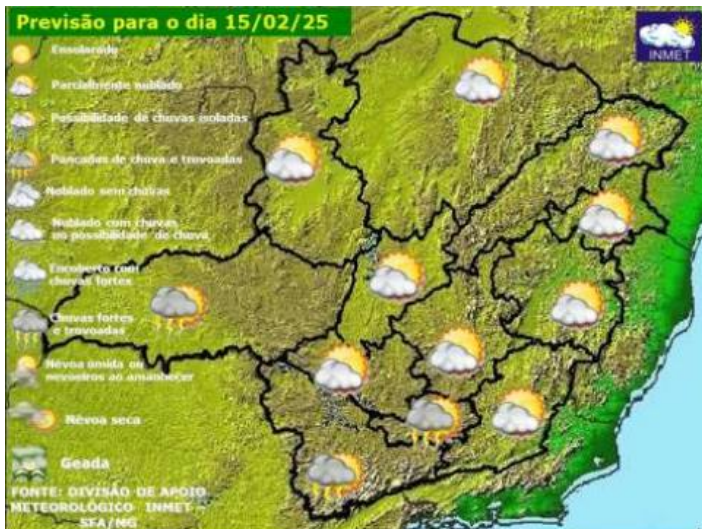 Previsão para o dia 15/02/25
INMET
Ensolarado
Parcialmente nublado
Possibilidade de chuvas isoladas
Pancadas de chuva e trovoadas
Nublado sem chuvas
Nublado com chuvas
ou possibilidade de chuva
Encoberto com
chuvas fortes
Chuvas fortes
e trovoadas
Névoa úmida ou
nevoeiros ao amanhecer
Névoa seca
Geada
FONTE: DIVISÃO DE APOIO
METEOROLÓGICO INMET -
SFA/MG